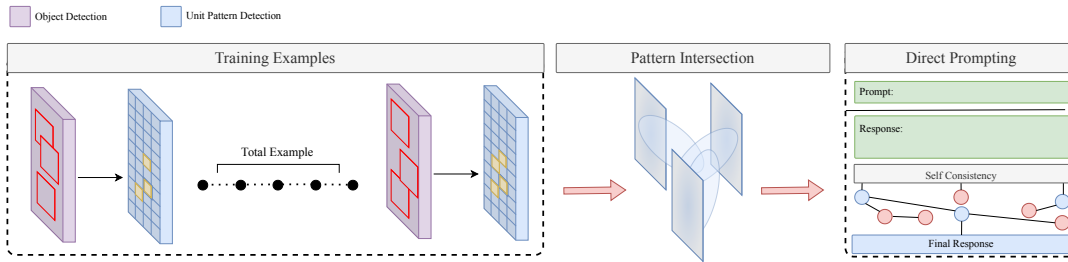 Object Detection
Unit Pattern Detection
Training Examples
Pattern Intersection
Direct Prompting
Total Example
Prompt:
Response:
Self Consistency
Final Response